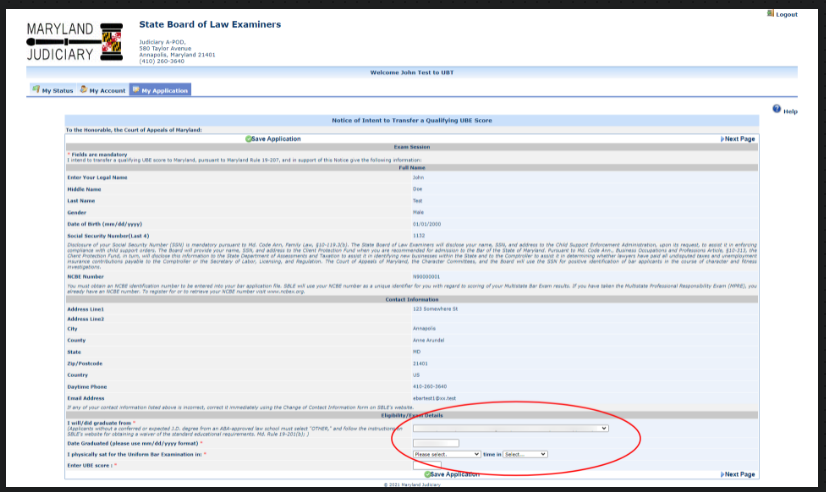 Logout
MARYLAND
JUDICIARY
State Board of Law Examiners
Judiciary A-POD,
580 Taylor Avenue
Annapolis, Maryland 21401
(410) 260-3640
Welcome John Test to UBT
My Status My Account My Application
Help
Notice of Intent to Transfer a Qualifying UBE Score
To the Honorable, the Court of Appeals of Maryland:
Save Application Next Page
Exam Session
* Fields are mandatory
I intend to transfer a qualifying UBE score to Maryland, pursuant to Maryland Rule 19-207, and in support of this Notice give the following information:
Full Name
Enter Your Legal Name John
Middle Name Doe
Last Name Test
Gender Male
Date of Birth (mm/dd/yyyy) 01/01/2000
Social Security Number(Last 4) 1132
Disclosure of your Social Security Number (SSN) is mandatory pursuant to Md. Code Ann, Family Law, §10-119.3(b). The State Board of Law Examiners will disclose your name, SSN, and address to the Child Support Enforcement Administration, upon its request, to assist it in enforcing
compliance with child support orders. The Board will provide your name, SSN, and address to the Client Protection Fund when you are recommended for admission to the Bar of the State of Maryland. Pursuant to Md. Code Ann., Business Occupations and Professions Article, §10-313, the
Client Protection Fund, in turn, will disclose this information to the State Department of Assessments and Taxation to assist it in identifying new businesses within the State and to the Comptroller to assist it in determining whether lawyers have paid all undisputed taxes and unemployment
insurance contributions payable to the Comptroller or the Secretary of Labor, Licensing, and Regulation. The Court of Appeals of Maryland, the Character Committees, and the Board will use the SSN for positive identification of bar applicants in the course of character and fitness
investigations.
NCBE Number N90000001
You must obtain an NCBE identification number to be entered into your bar application file. SBLE will use your NCBE number as a unique identifier for you with regard to scoring of your Multistate Bar Exam results. If you have taken the Multistate Professional Responsibility Exam (MPRE), you
already have an NCBE number. To register for or to retrieve your NCBE number visit www.ncbex.org.
Contact Information
Address Line1 123 Somewhere St
Address Line2
City Annapolis
County Anne Arundel
State MD
Zip/Postcode 21401
Country US
Daytime Phone 410-260-3640
Email Address
If any of your contact information listed above is incorrect, correct it immediately using the Change of Contact Information form on SBLE's website.
Eligibility/Exam Details
I will/did graduate from *
(Applicants without a conferred or expected J.D. degree from an ABA-approved law school must select "OTHER," and follow the instructions on
SBLE's website for obtaining a waiver of the standard educational requirements. Md. Rule 19-201(b); )
Date Graduated (please use mm/dd/yyyy format) *
I physically sat for the Uniform Bar Examination in: * Please select. time in: Select...
Enter UBE score : *
Save Application Next Page
© 2021 Maryland Judiciary